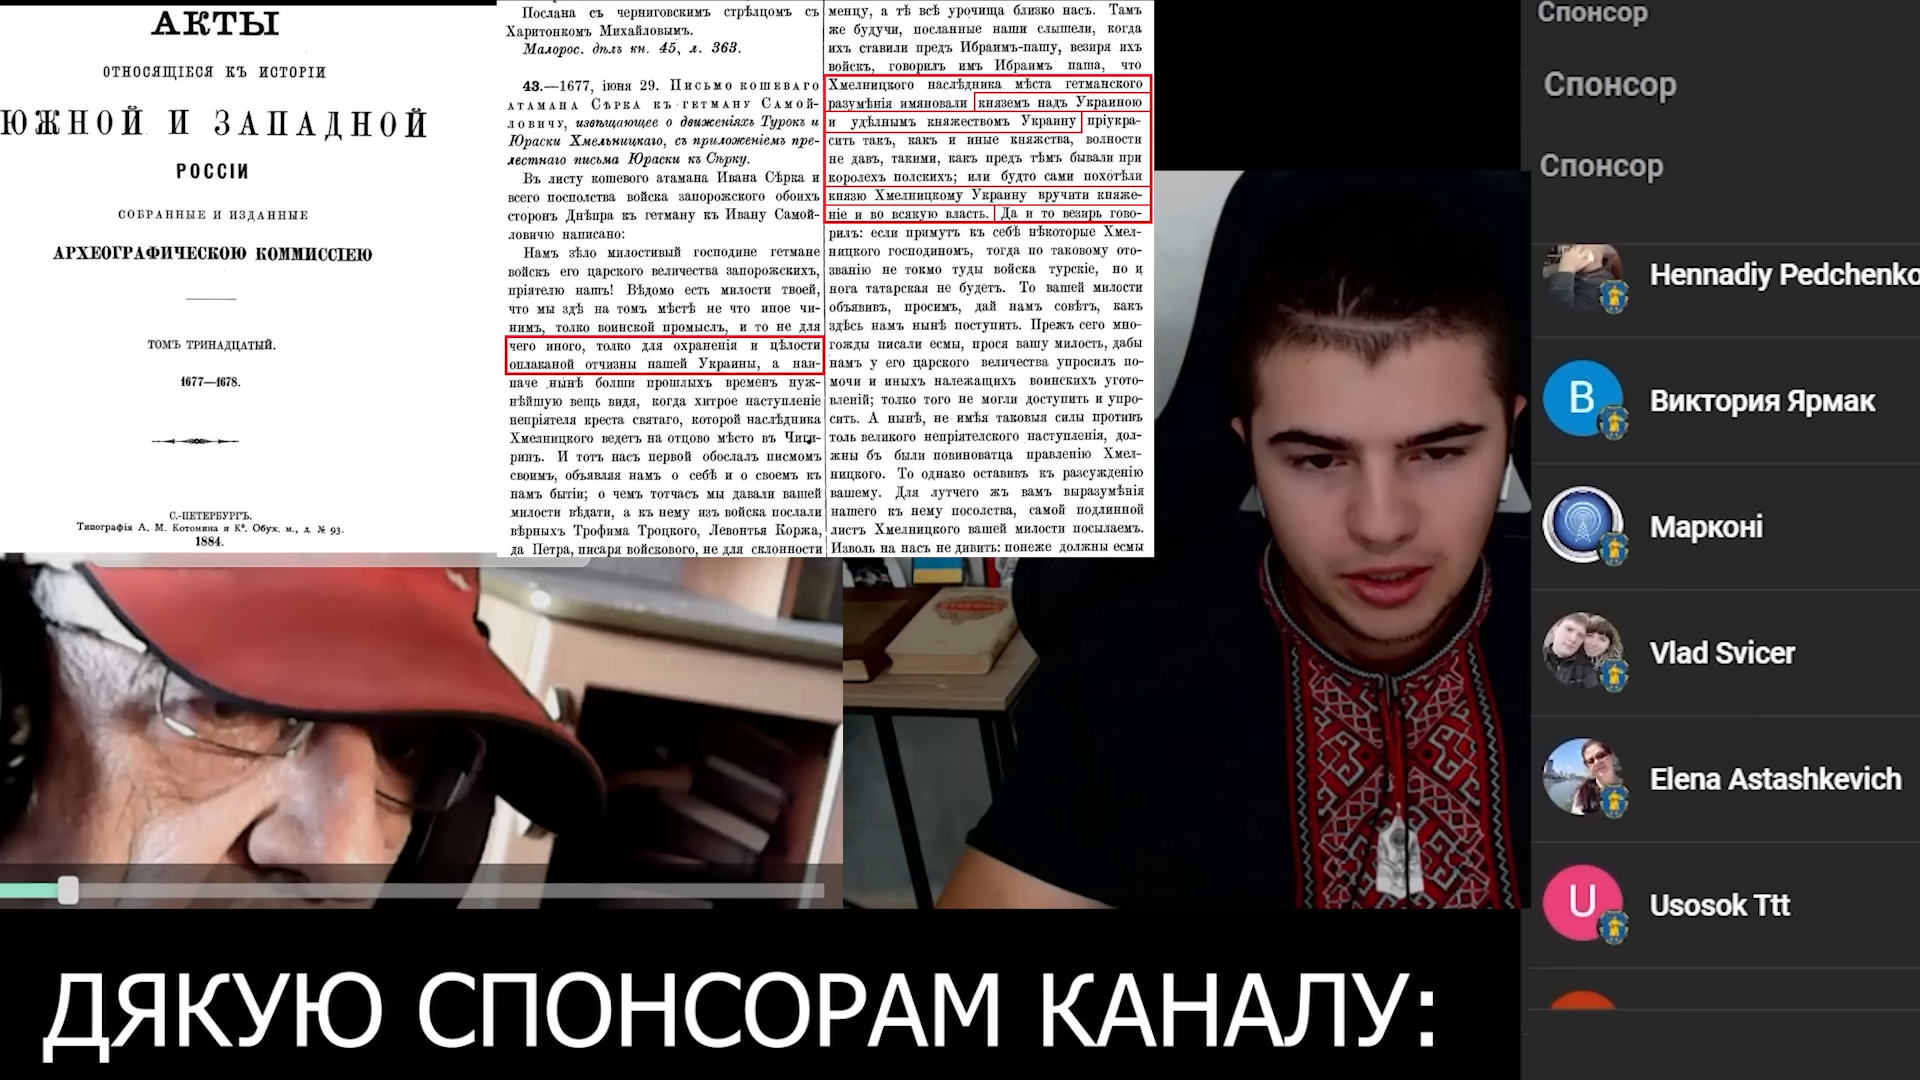 АКТЫ
ОТНОСЯЩІЕСЯ КЪ ИСТОРІИ
ЮЖНОЙ И ЗАПАДНОЙ
РОССІИ
СОБРАННЫЕ И ИЗДАННЫЕ
АРХЕОГРАФИЧЕСКОЮ КОММИССІЕЮ
ТОМЪ ТРИНАДЦАТЫЙ.
1677—1678.
С.-ПЕТЕРБУРГЪ.
Типографія А. М. Котомина и Кº. Обух. м., д. № 93.
1884.
Послана съ черниговскимъ стрѣлцомъ съ
Харитонкомъ Михайловымъ.
Малорос. дѣлъ кн. 45, л. 363.
43.—1677, іюня 29. Письмо кошеваго
атамана Сѣрка къ гетману Самой-
ловичу, извѣщающее о движеніяхъ Турокъ и
Юраски Хмельницкаго, съ приложеніемъ пре-
лестнаго письма Юраски къ Сѣрку.
Въ листу кошевого атамана Ивана Сѣрка и
всего посполства войска запорожского обоихъ
сторонъ Днѣпра къ гетману къ Ивану Самой-
ловичю написано:
Намъ зѣло милостивый господине гетмане
войскъ его царского величества запорожскихъ,
пріятелю нашъ! Вѣдомо есть милости твоей,
что мы здѣ на томъ мѣстѣ не что иное чи-
нимъ, толко воинской промыслъ, и то не для
чего иного, толко для охраненія и цѣлости
оплаканой отчизны нашей Украины, а наи-
паче нынѣ болши прошлыхъ временъ нуж-
нѣйшую вещь видя, когда хитрое наступленіе
непріятеля креста святаго, которой наслѣдника
Хмелницкого ведетъ на отцово мѣсто въ Чиги-
ринъ. И тотъ насъ первой обослалъ писмомъ
своимъ, объявляя намъ о себѣ и о своемъ къ
намъ бытіи; о чемъ тотчасъ мы давали вашей
милости вѣдати, а къ нему изъ войска послали
вѣрныхъ Трофима Троцкого, Левонтья Коржа,
да Петра, писаря войскового, не для склонности
менцу, а тѣ всѣ урочища близко насъ. Тамъ
же будучи, посланные наши слышели, когда
ихъ ставили предъ Ибраимъ-пашу, везиря ихъ
войскъ, говорилъ имъ Ибраимъ паша, что
Хмелницкого наслѣдника мѣста гетманского
разумѣнія имяновали княземъ надъ Украиною
и удѣлнымъ княжествомъ Украину пріукра-
сить такъ, какъ и иные княжства, волности
не давъ, такими, какъ предъ тѣмъ бывали при
королехъ полскихъ; или будто сами похотѣли
князю Хмелницкому Украину вручити княже-
ніе и во всякую власть. Да и то везирь гово-
рилъ: если примутъ къ себѣ нѣкоторые Хмел-
ницкого господиномъ, тогда по таковому ото-
званію не токмо туды войска турскіе, но и
нога татарская не будетъ. То вашей милости
объявивъ, просимъ, дай намъ совѣтъ, какъ
здѣсь намъ нынѣ поступить. Прежъ сего мно-
гожды писали есмы, прося вашу милость, дабы
намъ у его царского величества упросилъ по-
мочи и иныхъ належащихъ воинскихъ угото-
вленій; толко того не могли доступить и упро-
сить. А нынѣ, не имѣя таковыя силы противъ
толь великого непріятелского наступленія, дол-
жны бъ были повиноватца правленію Хмел-
ницкого. То однако оставивъ къ разсужденію
вашему. Для лутчего жъ вамъ выразумѣнія
нашего къ нему посолства, самой подлинной
листъ Хмелницкого вашей милости посылаемъ.
Изволь на насъ не дивить: понеже должны есмы
Спонсор
Спонсор
Спонсор
Hennadiy Pedchenko
В Виктория Ярмак
Марконі
Vlad Svicer
Elena Astashkevich
U Usosok Ttt
ДЯКУЮ СПОНСОРАМ КАНАЛУ: